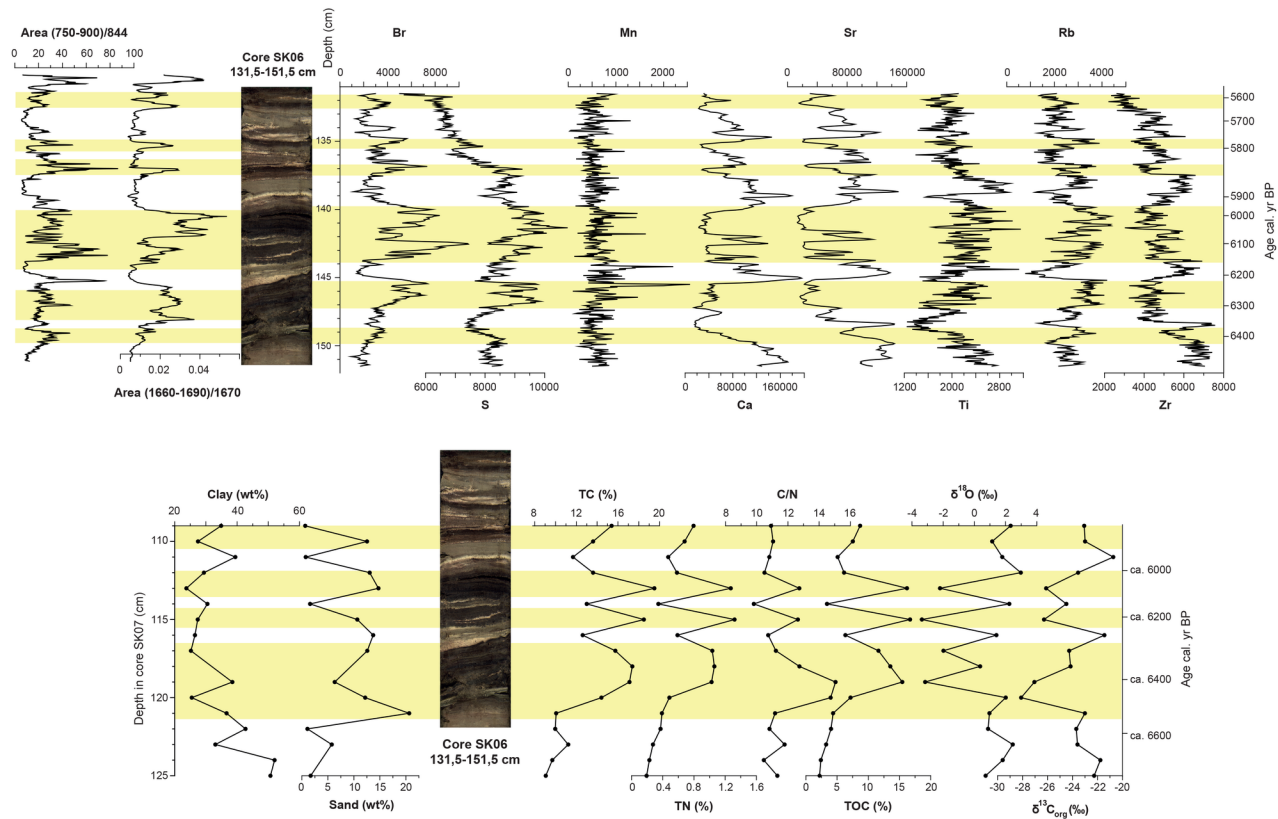 Area (750-900)/844
0 20 40 60 80 100
Core SK06
131,5-151,5 cm
Depth (cm)
Br
0 4000 8000
Mn
0 1000 2000
Sr
0 80000 160000
Rb
0 2000 4000
135
140
145
150
5600
5700
5800
5900
6000
6100
6200
6300
6400
Age cal. yr BP
0 0.02 0.04
Area (1660-1690)/1670
6000 8000 10000
S
0 80000 160000
Ca
1200 2000 2800
Ti
2000 4000 6000 8000
Zr
Clay (wt%)
20 40 60
TC (%)
8 10 12 14 16 18 20
C/N
8 10 11 12 13 14 15 16
δ18O (‰)
-4 -2 0 2 4
Depth in core SK07 (cm)
110
115
120
125
ca. 6000
ca. 6200
ca. 6400
ca. 6600
Age cal. yr BP
Core SK06
131,5-151,5 cm
0 5 10 15 20
Sand (wt%)
0 0.4 0.8 1.2
TN (%)
0 5 10 15 20
TOC (%)
-30 -28 -26 -24 -22 -20
δ13Corg (‰)